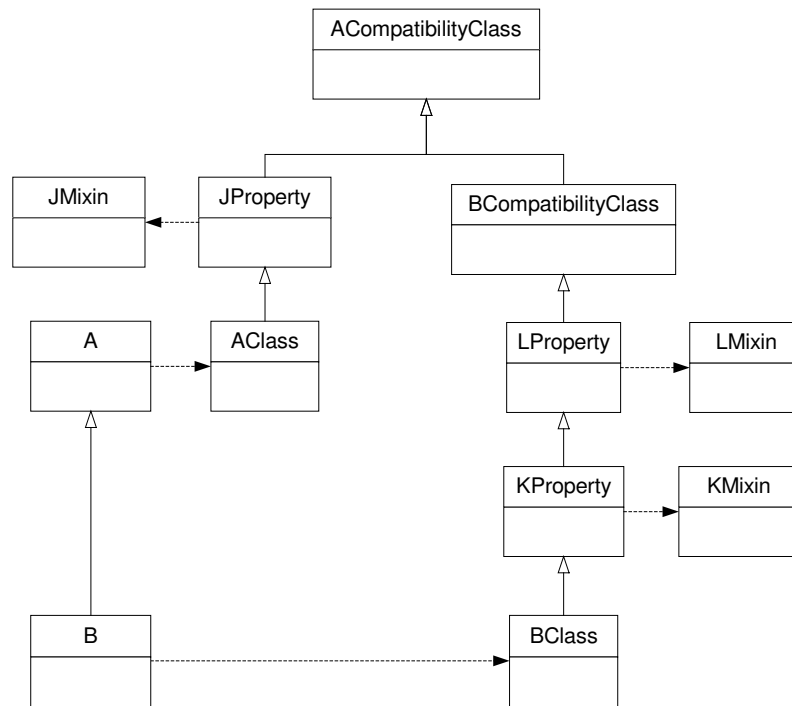 ACompatibilityClass
JMixin
JProperty
BCompatibilityClass
A
AClass
LProperty
LMixin
KProperty
KMixin
B
BClass